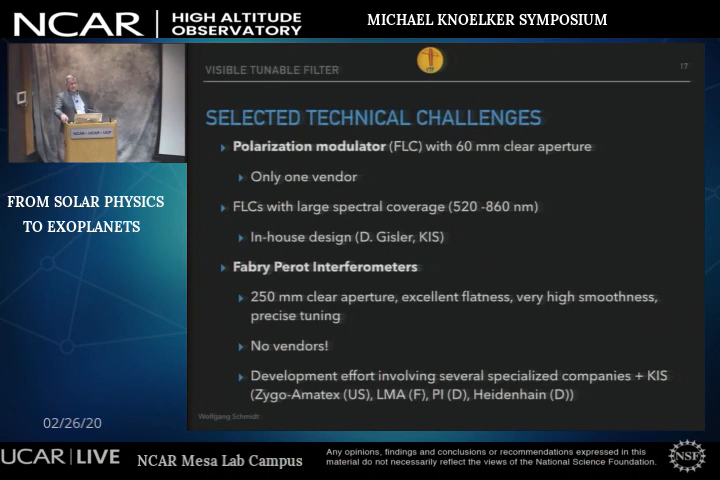 NCAR
HIGH ALTITUDE
OBSERVATORY
MICHAEL KNOELKER SYMPOSIUM
VISIBLE TUNABLE FILTER
17
SELECTED TECHNICAL CHALLENGES
Polarization modulator (FLC) with 60 mm clear aperture
Only one vendor
FLCs with large spectral coverage (520 -860 nm)
In-house design (D. Gisler, KIS)
Fabry Perot Interferometers
250 mm clear aperture, excellent flatness, very high smoothness,
precise tuning
No vendors!
Development effort involving several specialized companies + KIS
(Zygo-Amatex (US), LMA (F), PI (D), Heidenhain (D))
Wolfgang Schmidt
NCAR • UCAR • UCP
FROM SOLAR PHYSICS
TO EXOPLANETS
02/26/20
UCAR | LIVE
NCAR Mesa Lab Campus
Any opinions, findings and conclusions or recommendations expressed in this
material do not necessarily reflect the views of the National Science Foundation.
NSF